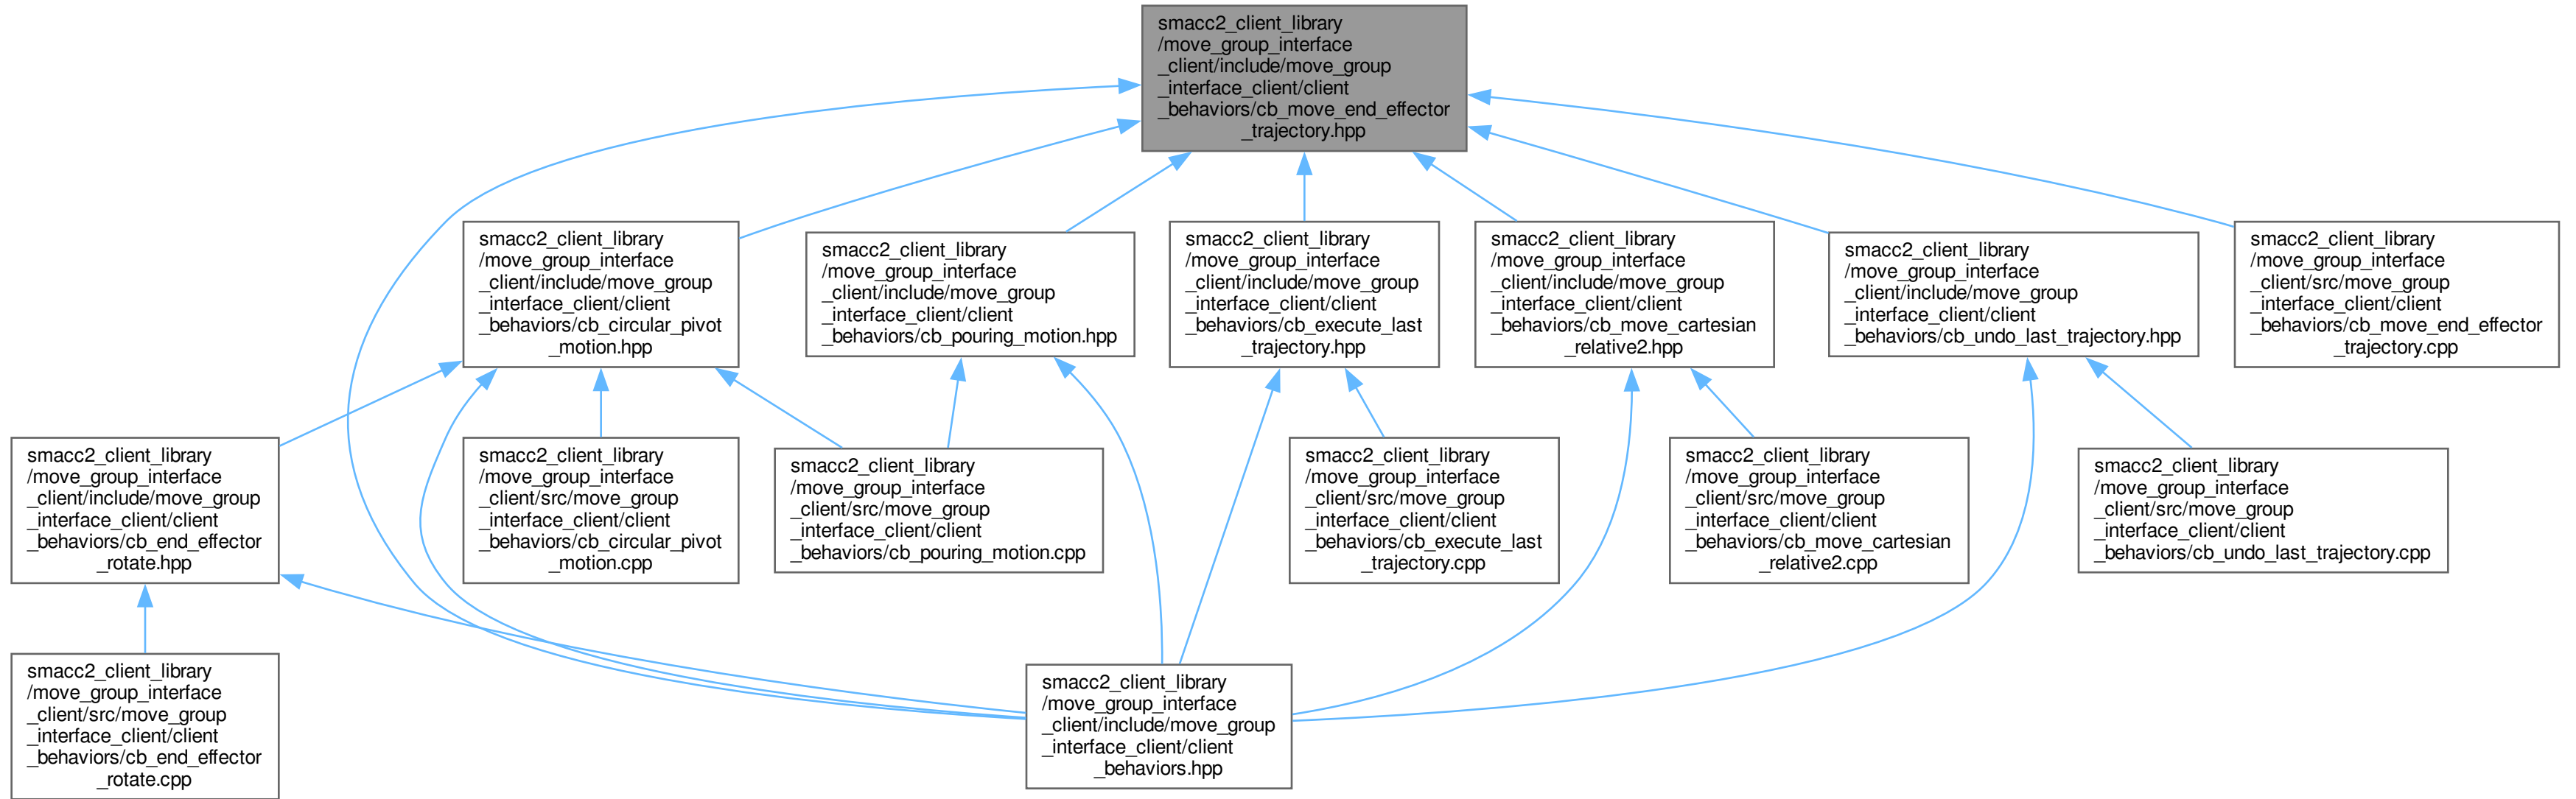 smacc2_client_library
/move_group_interface
_client/include/move_group
_interface_client/client
_behaviors/cb_move_end_effector
_trajectory.hpp
smacc2_client_library
/move_group_interface
_client/include/move_group
_interface_client/client
_behaviors/cb_circular_pivot
_motion.hpp
smacc2_client_library
/move_group_interface
_client/include/move_group
_interface_client/client
_behaviors/cb_pouring_motion.hpp
smacc2_client_library
/move_group_interface
_client/include/move_group
_interface_client/client
_behaviors/cb_execute_last
_trajectory.hpp
smacc2_client_library
/move_group_interface
_client/include/move_group
_interface_client/client
_behaviors/cb_move_cartesian
_relative2.hpp
smacc2_client_library
/move_group_interface
_client/include/move_group
_interface_client/client
_behaviors/cb_undo_last_trajectory.hpp
smacc2_client_library
/move_group_interface
_client/src/move_group
_interface_client/client
_behaviors/cb_move_end_effector
_trajectory.cpp
smacc2_client_library
/move_group_interface
_client/include/move_group
_interface_client/client
_behaviors/cb_end_effector
_rotate.hpp
smacc2_client_library
/move_group_interface
_client/src/move_group
_interface_client/client
_behaviors/cb_circular_pivot
_motion.cpp
smacc2_client_library
/move_group_interface
_client/src/move_group
_interface_client/client
_behaviors/cb_pouring_motion.cpp
smacc2_client_library
/move_group_interface
_client/src/move_group
_interface_client/client
_behaviors/cb_execute_last
_trajectory.cpp
smacc2_client_library
/move_group_interface
_client/src/move_group
_interface_client/client
_behaviors/cb_move_cartesian
_relative2.cpp
smacc2_client_library
/move_group_interface
_client/src/move_group
_interface_client/client
_behaviors/cb_undo_last_trajectory.cpp
smacc2_client_library
/move_group_interface
_client/src/move_group
_interface_client/client
_behaviors/cb_end_effector
_rotate.cpp
smacc2_client_library
/move_group_interface
_client/include/move_group
_interface_client/client
_behaviors.hpp